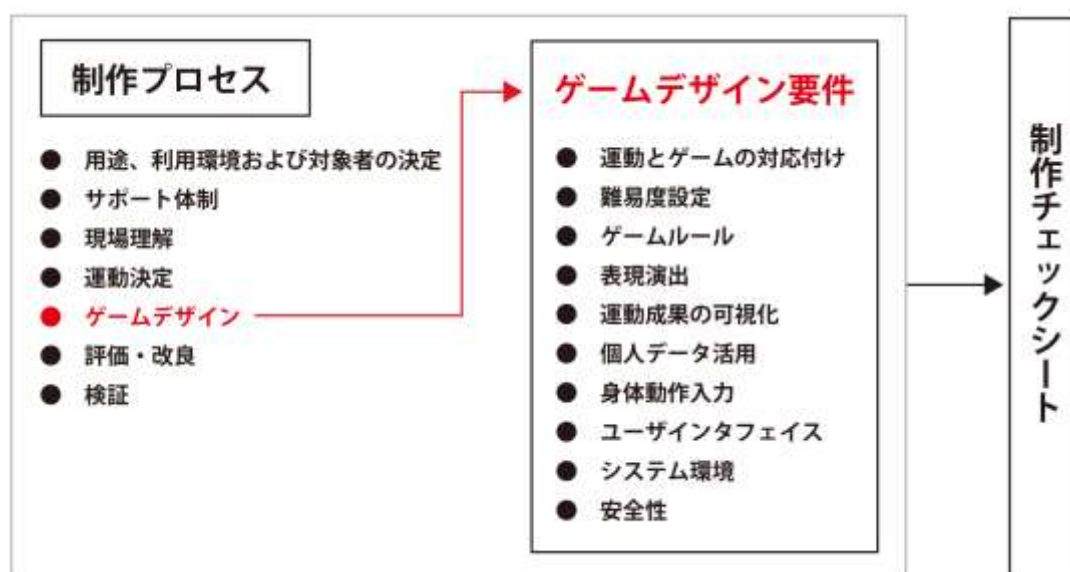 制作プロセス
● 用途、利用環境および対象者の決定
● サポート体制
● 現場理解
● 運動決定
● ゲームデザイン
● 評価・改良
● 検証
ゲームデザイン要件
● 運動とゲームの対応付け
● 難易度設定
● ゲームルール
● 表現演出
● 運動成果の可視化
● 個人データ活用
● 身体動作入力
● ユーザインタフェイス
● システム環境
● 安全性
制作チェックシート